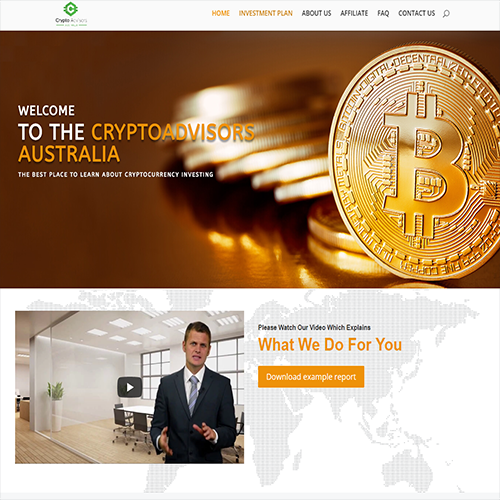 Crypto Advisors
HOME INVESTMENT PLAN ABOUT US AFFILIATE FAQ CONTACT US
WELCOME
TO THE CRYPTOADVISORS
AUSTRALIA
THE BEST PLACE TO LEARN ABOUT CRYPTOCURRENCY INVESTING
DIGITAL DECENTRALIZED
Please Watch Our Video Which Explains
What We Do For You
Download example report